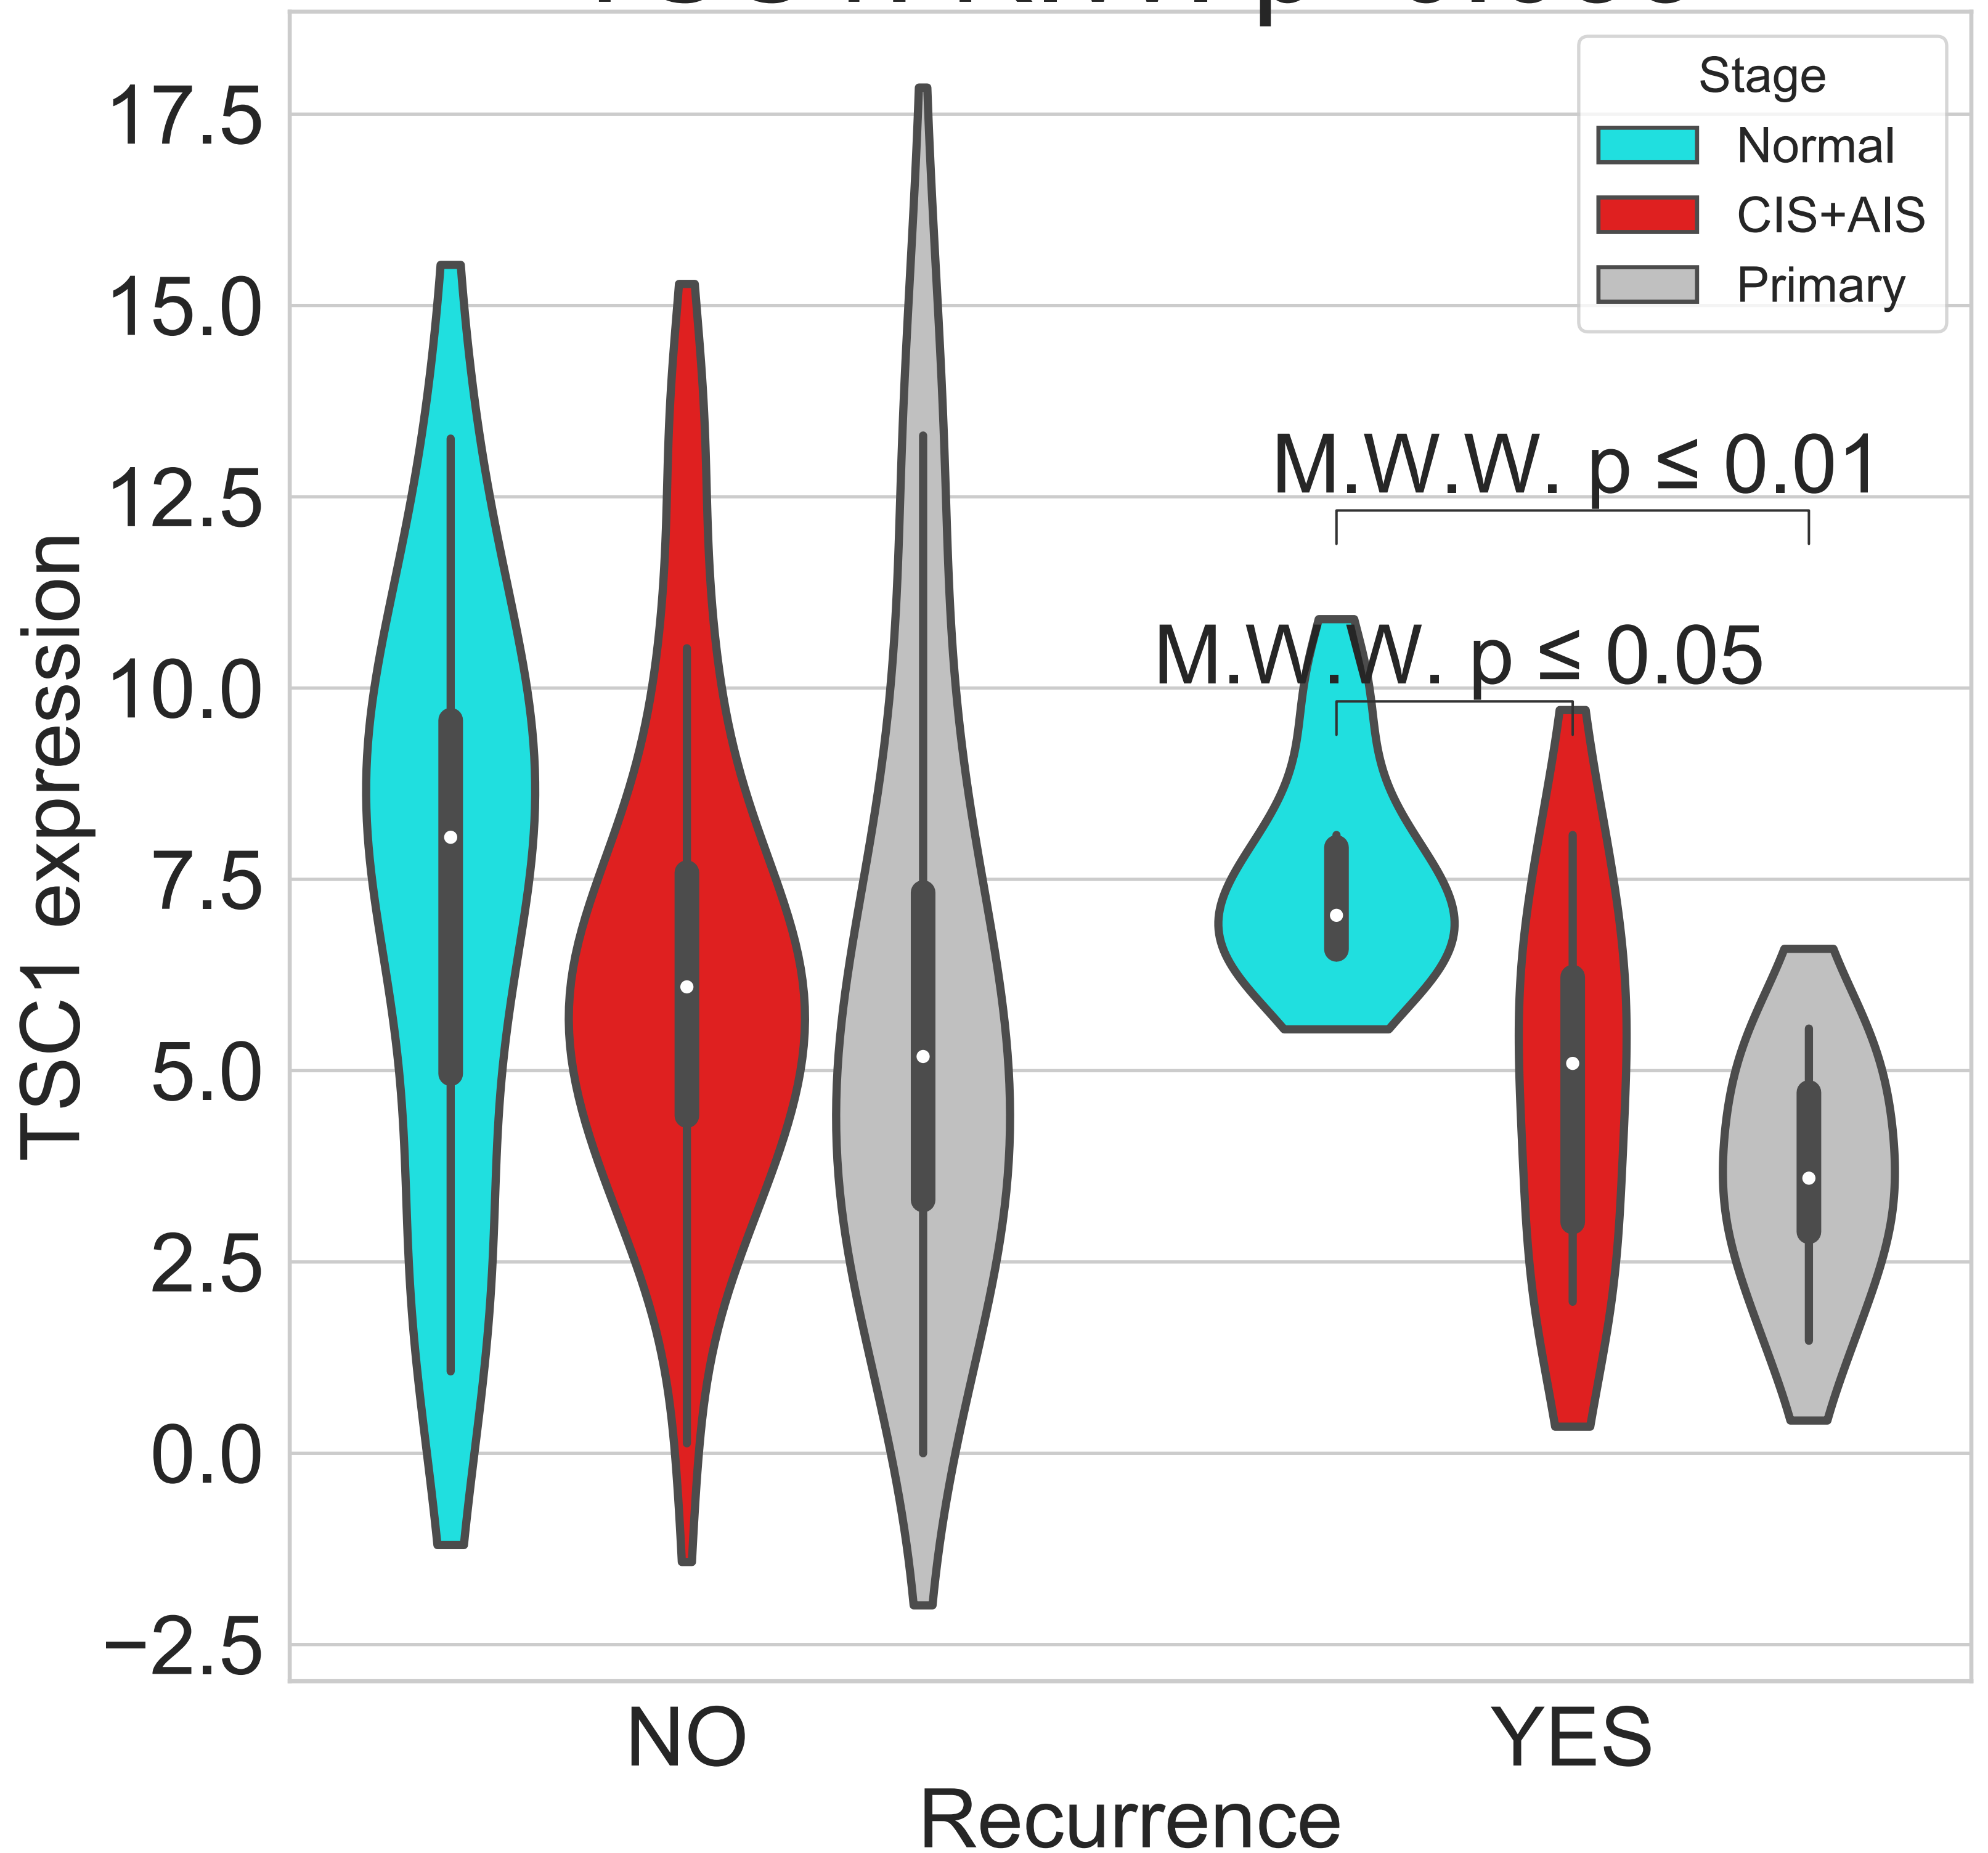 Stage
Normal
CIS+AIS
Primary
M.W.W. p ≤ 0.01
M.W.W. p ≤ 0.05
17.5
15.0
12.5
10.0
7.5
5.0
2.5
0.0
−2.5
TSC1 expression
NO
YES
Recurrence